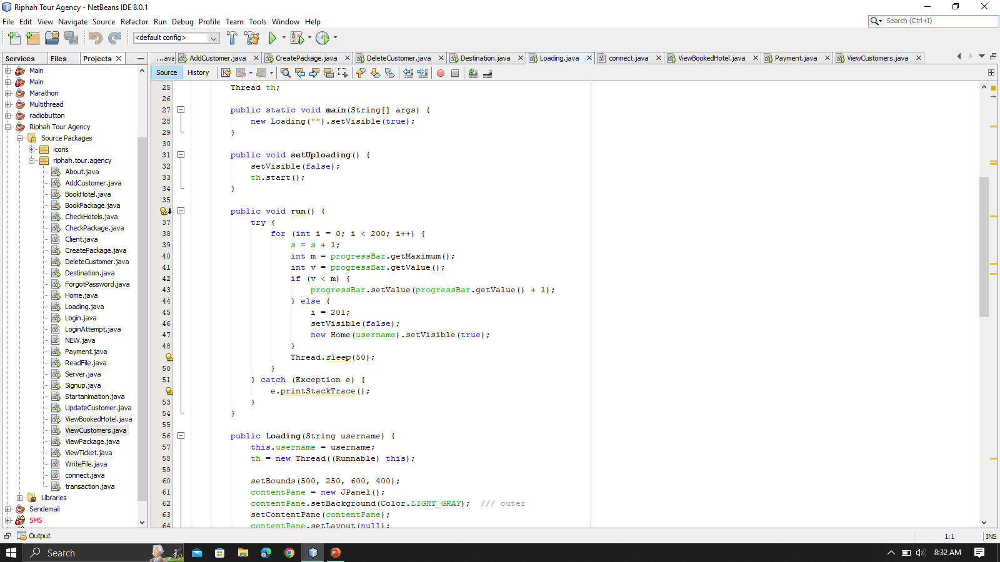 Riphah Tour Agency - NetBeans IDE 8.0.1
File Edit View Navigate Source Refactor Run Debug Profile Team Tools Window Help
Search (Ctrl+I)
<default config>
Services Files Projects
...ava AddCustomer.java CreatePackage.java DeleteCustomer.java Destination.java Loading.java connect.java ViewBookedHotel.java Payment.java ViewCustomers.java
Source History
Main
Main
Marathon
Multithread
radiobutton
Riphah Tour Agency
Source Packages
icons
riphah.tour.agency
About.java
AddCustomer.java
BookHotel.java
BookPackage.java
CheckHotels.java
CheckPackage.java
Client.java
CreatePackage.java
DeleteCustomer.java
Destination.java
ForgotPassword.java
Home.java
Loading.java
Login.java
LoginAttempt.java
NEW.java
Payment.java
ReadFile.java
Server.java
Signup.java
Startanimation.java
UpdateCustomer.java
ViewBookedHotel.java
ViewCustomers.java
ViewPackage.java
ViewTicket.java
WriteFile.java
connect.java
transaction.java
Libraries
Sendemail
SMS
25 Thread th;
26
27 public static void main(String[] args) {
28 new Loading("").setVisible(true);
29 }
30
31 public void setUploading() {
32 setVisible(false);
33 th.start();
34 }
35
public void run() {
37 try {
38 for (int i = 0; i < 200; i++) {
39 s = s + 1;
40 int m = progressBar.getMaximum();
41 int v = progressBar.getValue();
42 if (v < m) {
43 progressBar.setValue(progressBar.getValue() + 1);
44 } else {
45 i = 201;
46 setVisible(false);
47 new Home(username).setVisible(true);
48 }
Thread.sleep(50);
50 }
51 } catch (Exception e) {
e.printStackTrace();
53 }
54 }
55
56 public Loading(String username) {
57 this.username = username;
58 th = new Thread((Runnable) this);
59
60 setBounds(500, 250, 600, 400);
61 contentPane = new JPanel();
62 contentPane.setBackground(Color.LIGHT_GRAY); /// outer
63 setContentPane(contentPane);
64 contentPane.setLayout(null);
Output
1:1 INS
Search
8:32 AM